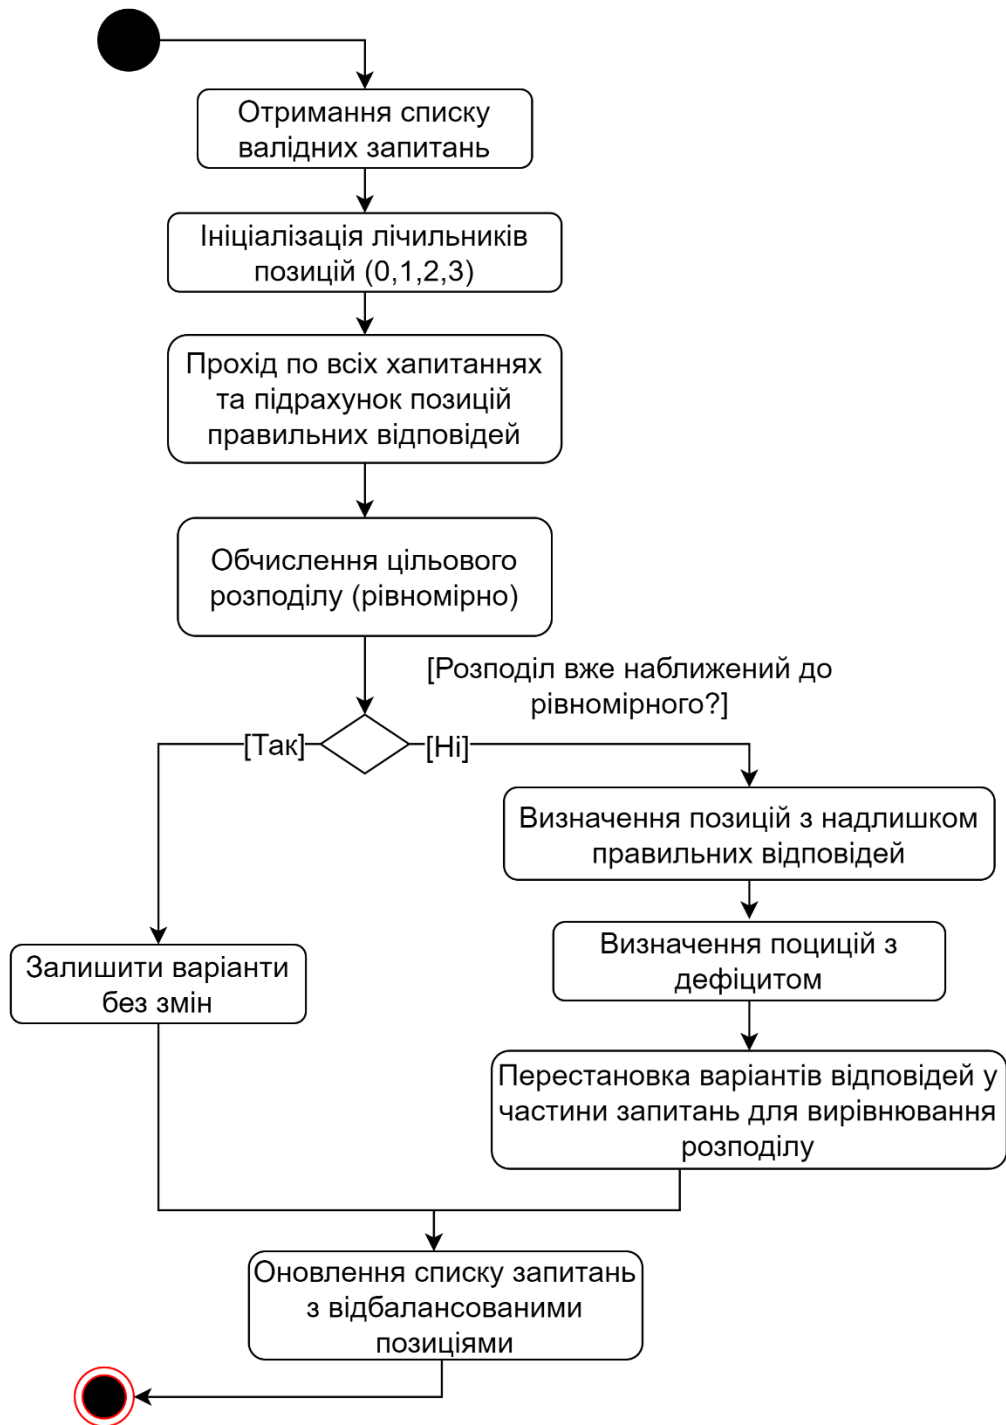 Отримання списку
валідних запитань
Ініціалізація лічильників
позицій (0,1,2,3)
Прохід по всіх хапитаннях
та підрахунок позицій
правильних відповідей
Обчислення цільового
розподілу (рівномірно)
[Розподіл вже наближений до
рівномірного?]
[Так]
[Ні]
Визначення позицій з надлишком
правильних відповідей
Визначення поцицій з
дефіцитом
Залишити варіанти
без змін
Перестановка варіантів відповідей у
частини запитань для вирівнювання
розподілу
Оновлення списку запитань
з відбалансованими
позиціями